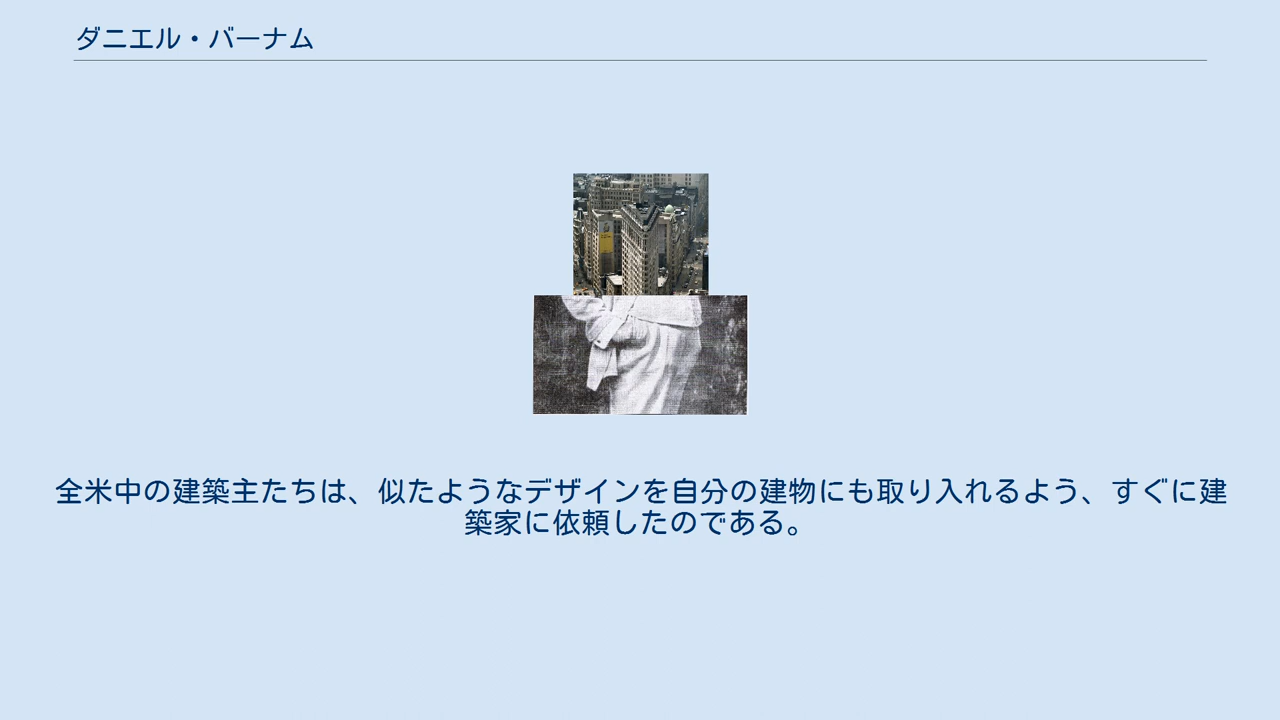 ダニエル・バーナム
全米中の建築主たちは、似たようなデザインを自分の建物にも取り入れるよう、すぐに建
築家に依頼したのである。